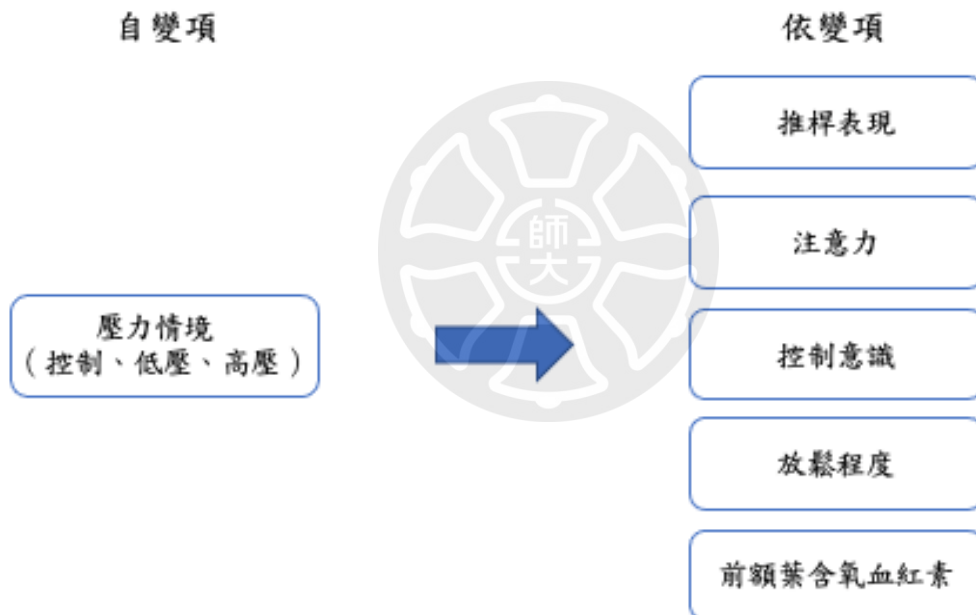 自變項
依變項
推桿表現
師大
注意力
壓力情境
（控制、低壓、高壓）
控制意識
放鬆程度
前額葉含氧血紅素